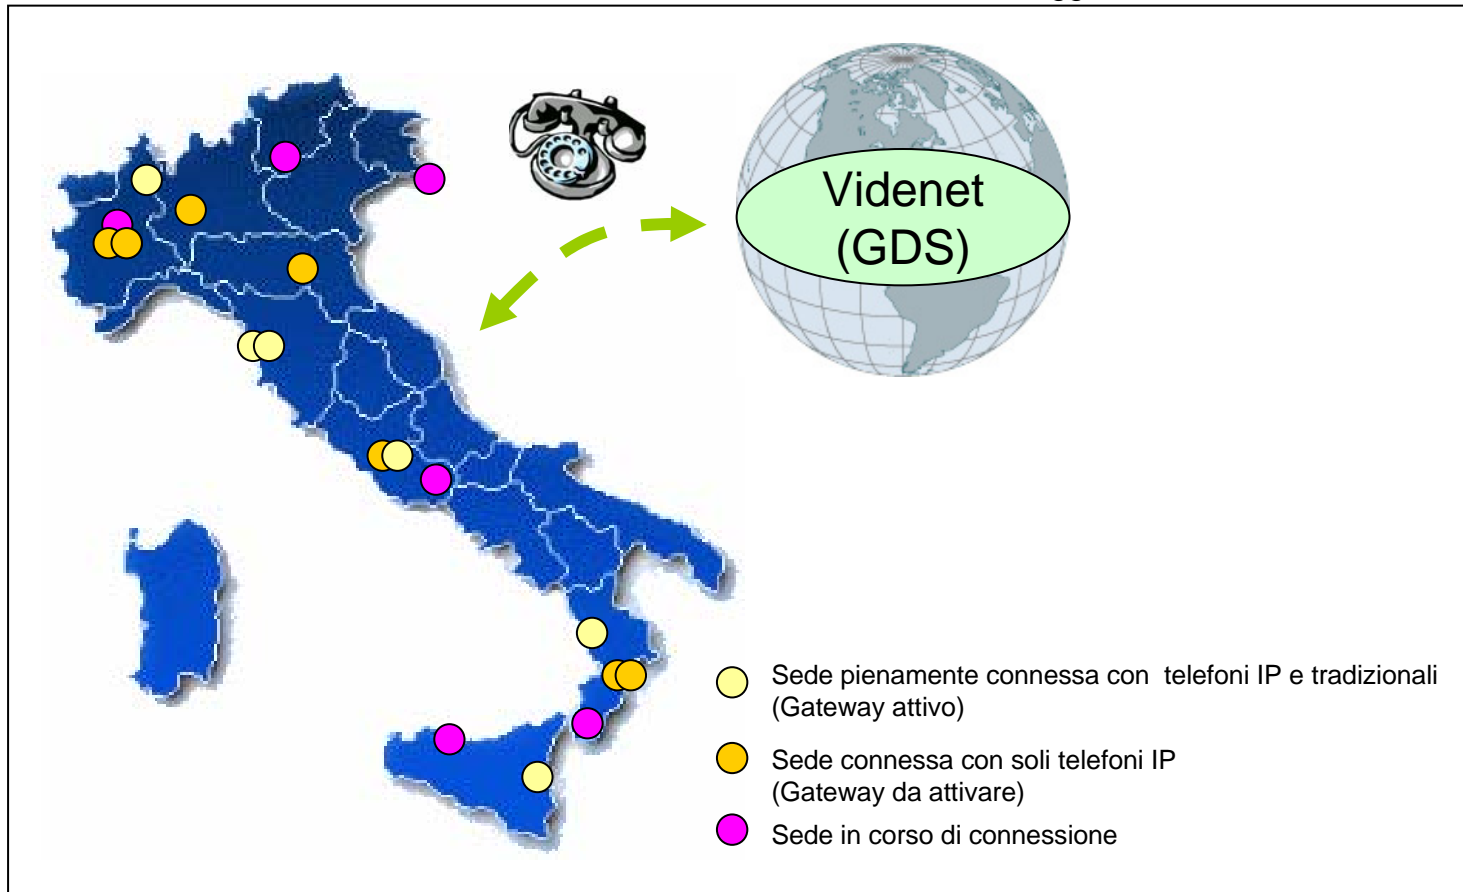 Videnet
(GDS)
Sede pienamente connessa con telefoni IP e tradizionali
(Gateway attivo)
Sede connessa con soli telefoni IP
(Gateway da attivare)
Sede in corso di connessione